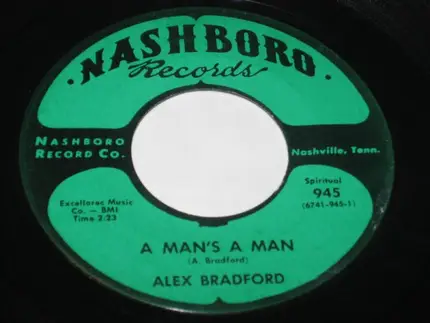 · NASHBORO ·
Records
NASHBORO
RECORD CO.
Nashville, Tenn.
Excellorec Music
Co. — BMI
Time 2:23
Spiritual
945
(6241-945-1)
A MAN'S A MAN
(A. Bradford)
ALEX BRADFORD